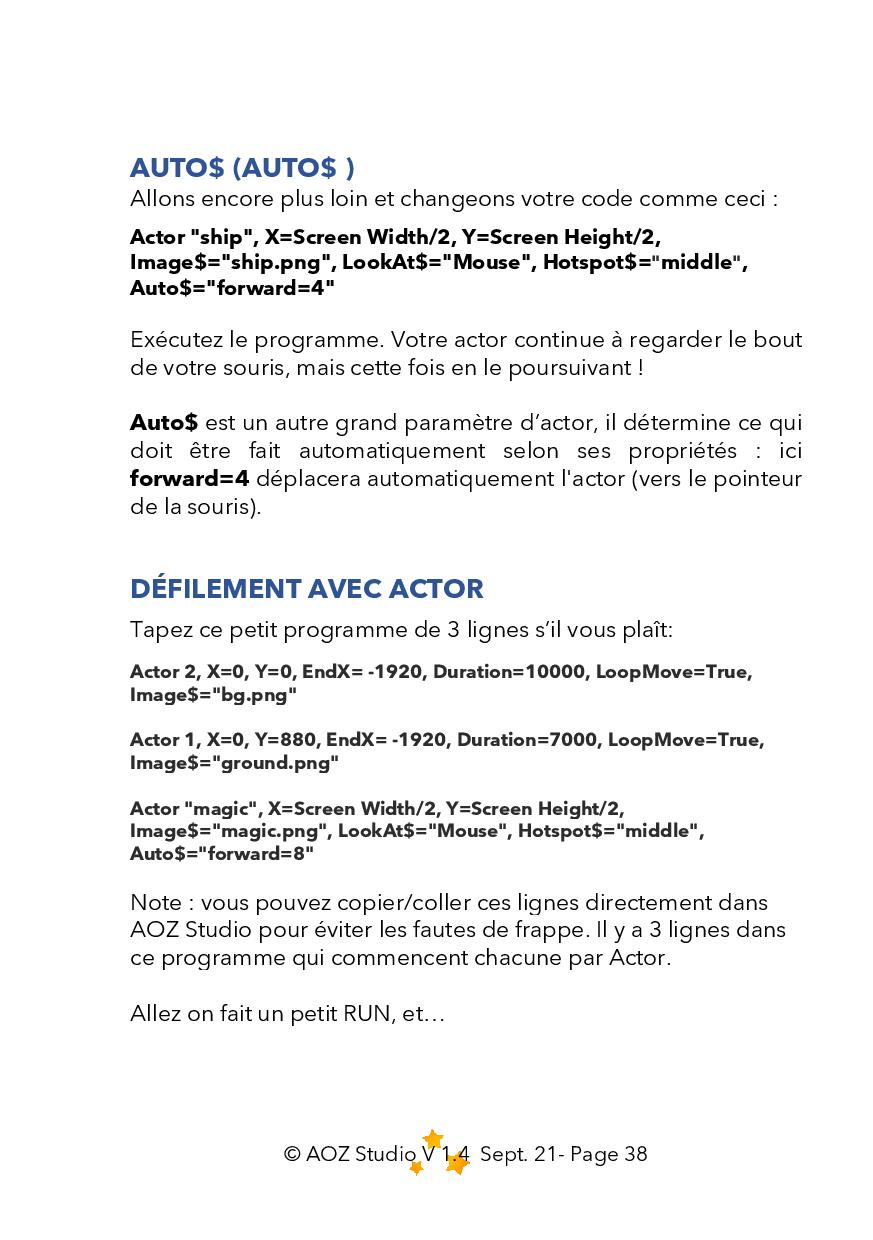 AUTO$ (AUTO$ )
Allons encore plus loin et changeons votre code comme ceci :
Actor "ship", X=Screen Width/2, Y=Screen Height/2,
Image$="ship.png", LookAt$="Mouse", Hotspot$="middle",
Auto$="forward=4"
Exécutez le programme. Votre actor continue à regarder le bout
de votre souris, mais cette fois en le poursuivant !
Auto$ est un autre grand paramètre d’actor, il détermine ce qui
doit être fait automatiquement selon ses propriétés : ici
forward=4 déplacera automatiquement l'actor (vers le pointeur
de la souris).
DÉFILEMENT AVEC ACTOR
Tapez ce petit programme de 3 lignes s’il vous plaît:
Actor 2, X=0, Y=0, EndX= -1920, Duration=10000, LoopMove=True,
Image$="bg.png"
Actor 1, X=0, Y=880, EndX= -1920, Duration=7000, LoopMove=True,
Image$="ground.png"
Actor "magic", X=Screen Width/2, Y=Screen Height/2,
Image$="magic.png", LookAt$="Mouse", Hotspot$="middle",
Auto$="forward=8"
Note : vous pouvez copier/coller ces lignes directement dans
AOZ Studio pour éviter les fautes de frappe. Il y a 3 lignes dans
ce programme qui commencent chacune par Actor.
Allez on fait un petit RUN, et…
© AOZ Studio V 1.4 Sept. 21- Page 38